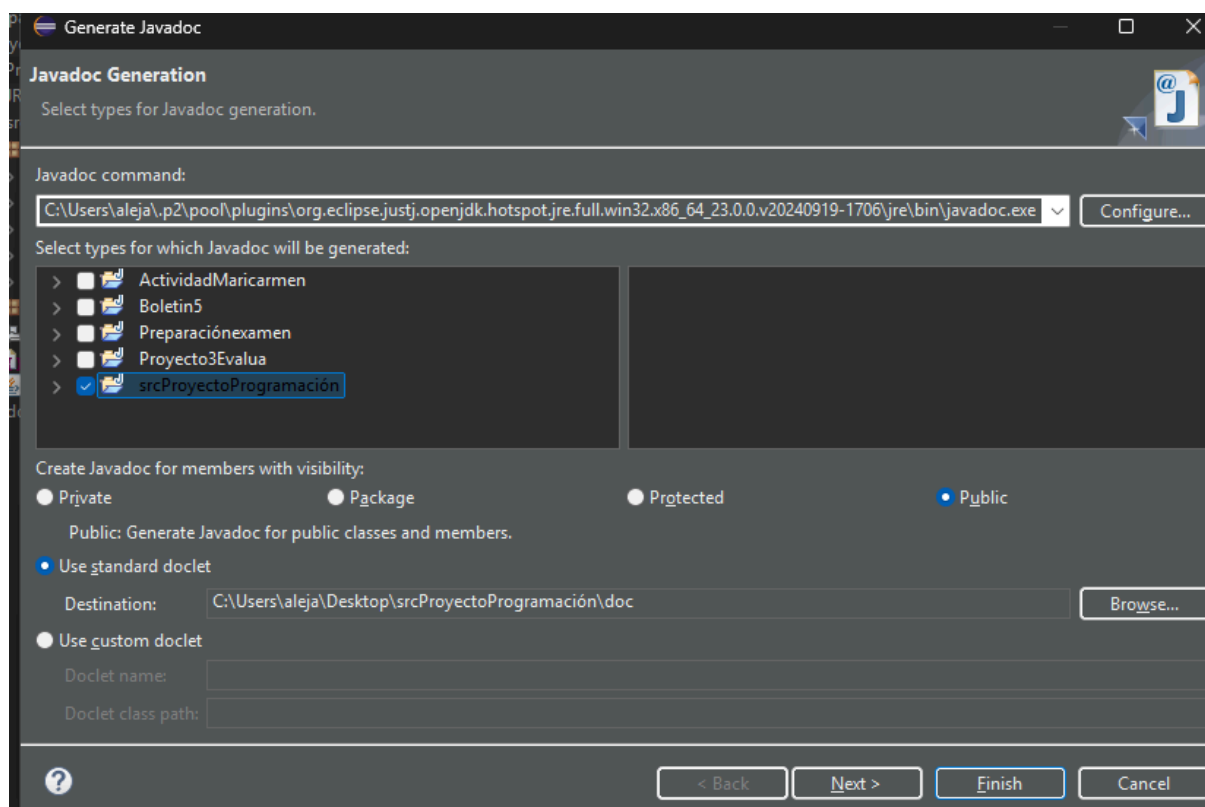 Generate Javadoc
Javadoc Generation
Select types for Javadoc generation.
Javadoc command:
C:\Users\aleja\.p2\pool\plugins\org.eclipse.justj.openjdk.hotspot.jre.full.win32.x86_64_23.0.0.v20240919-1706\jre\bin\javadoc.exe
Configure...
Select types for which Javadoc will be generated:
ActividadMaricarmen
Boletin5
Preparaciónexamen
Proyecto3Evalua
srcProyectoProgramación
Create Javadoc for members with visibility:
Private Package Protected Public
Public: Generate Javadoc for public classes and members.
Use standard doclet
Destination: C:\Users\aleja\Desktop\srcProyectoProgramación\doc Browse...
Use custom doclet
Doclet name:
Doclet class path:
? < Back Next > Finish Cancel